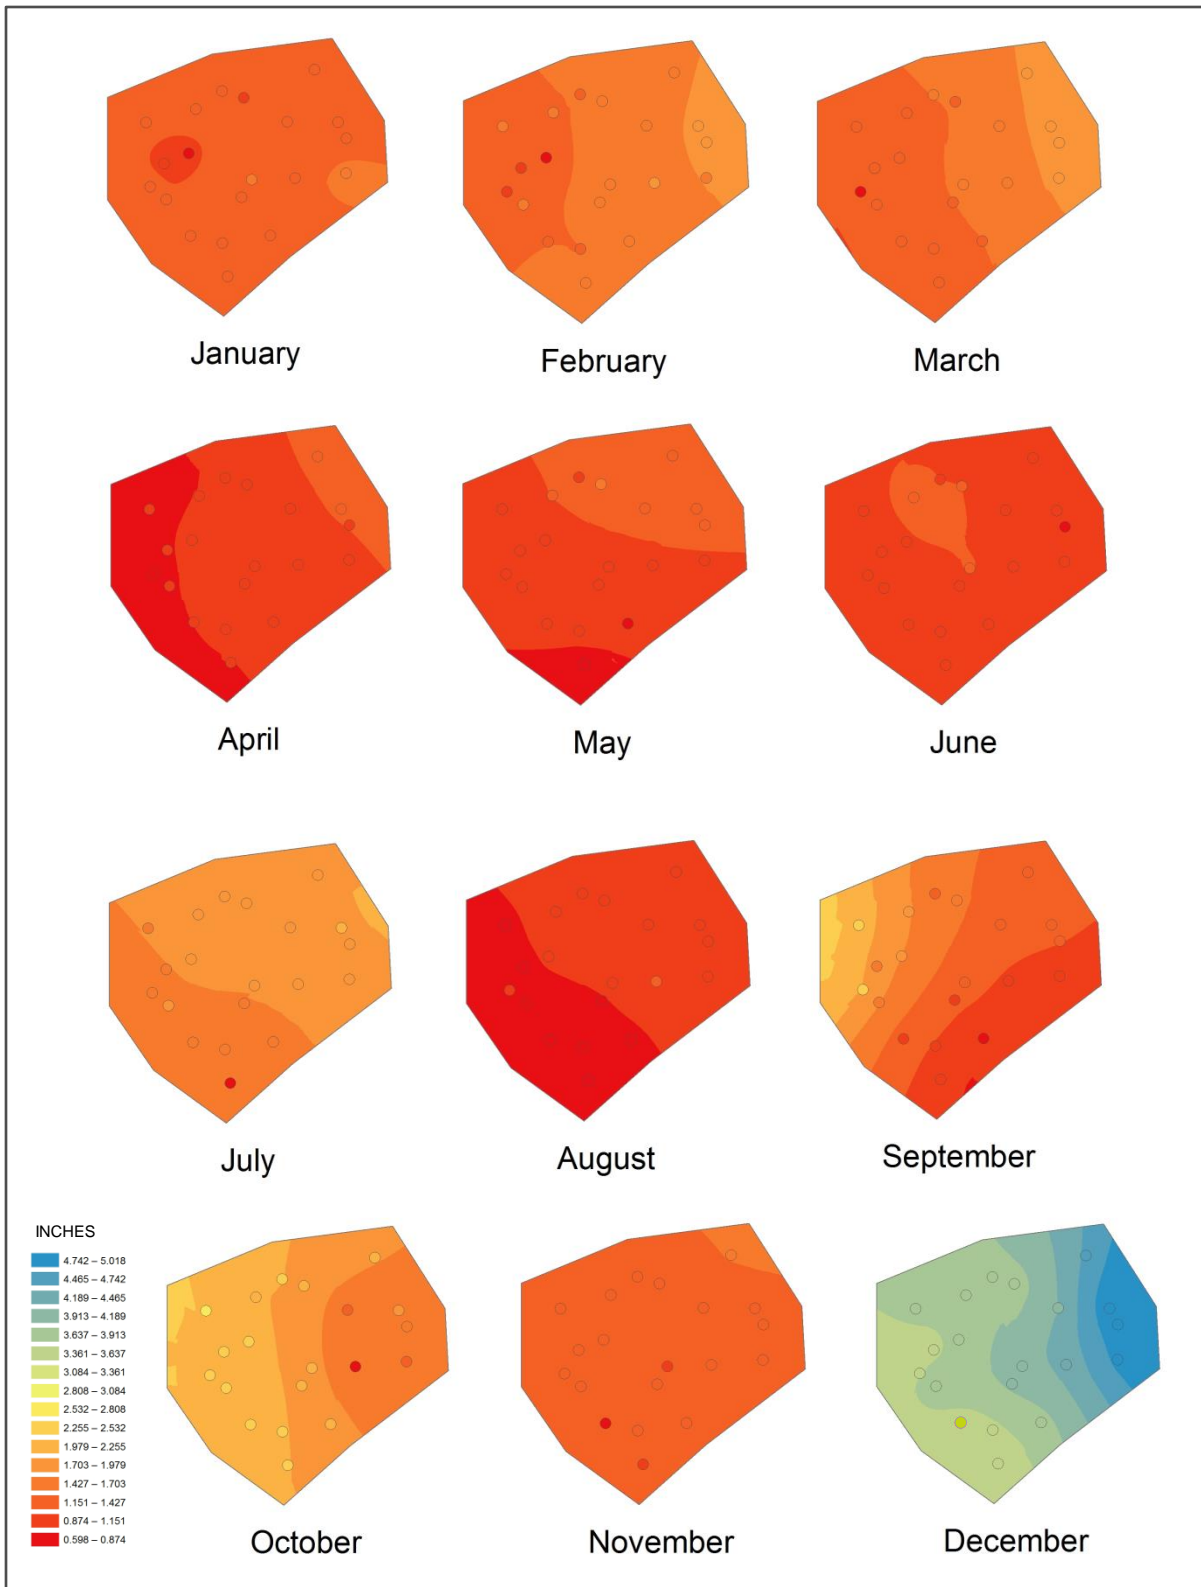 January
February
March
April
May
June
July
August
September
INCHES
4.742 – 5.018
4.465 – 4.742
4.189 – 4.465
3.913 – 4.189
3.637 – 3.913
3.361 – 3.637
3.084 – 3.361
2.808 – 3.084
2.532 – 2.808
2.255 – 2.532
1.979 – 2.255
1.703 – 1.979
1.427 – 1.703
1.151 – 1.427
0.874 – 1.151
0.598 – 0.874
October
November
December